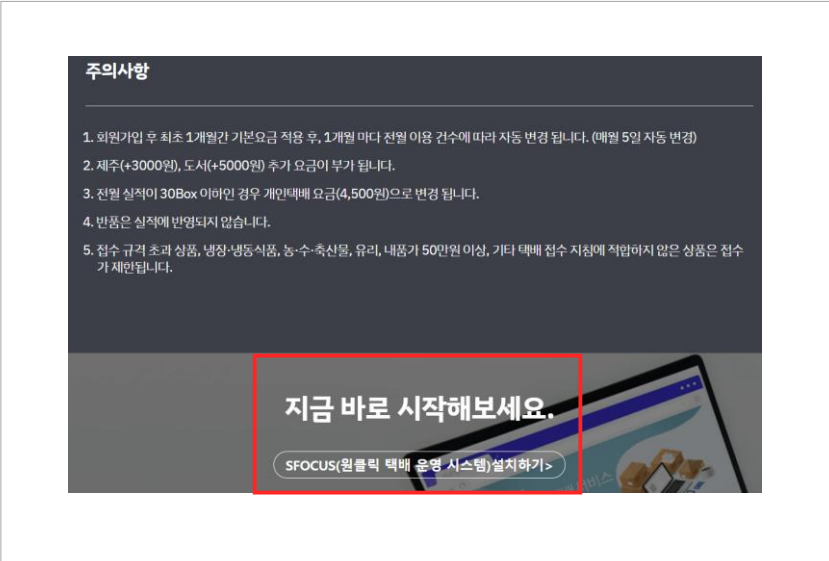 주의사항
1. 회원가입 후 최초 1개월간 기본요금 적용 후, 1개월 마다 전월 이용 건수에 따라 자동 변경 됩니다. (매월 5일 자동 변경)
2. 제주(+3000원), 도서(+5000원) 추가 요금이 부가 됩니다.
3. 전월 실적이 30Box 이하인 경우 개인택배 요금(4,500원)으로 변경 됩니다.
4. 반품은 실적에 반영되지 않습니다.
5. 접수 규격 초과 상품, 냉장·냉동식품, 농·수·축산물, 유리, 내품가 50만원 이상, 기타 택배 접수 지침에 적합하지 않은 상품은 접수
가 제한됩니다.
지금 바로 시작해보세요.
SFOCUS(원클릭 택배 운영 시스템)설치하기>